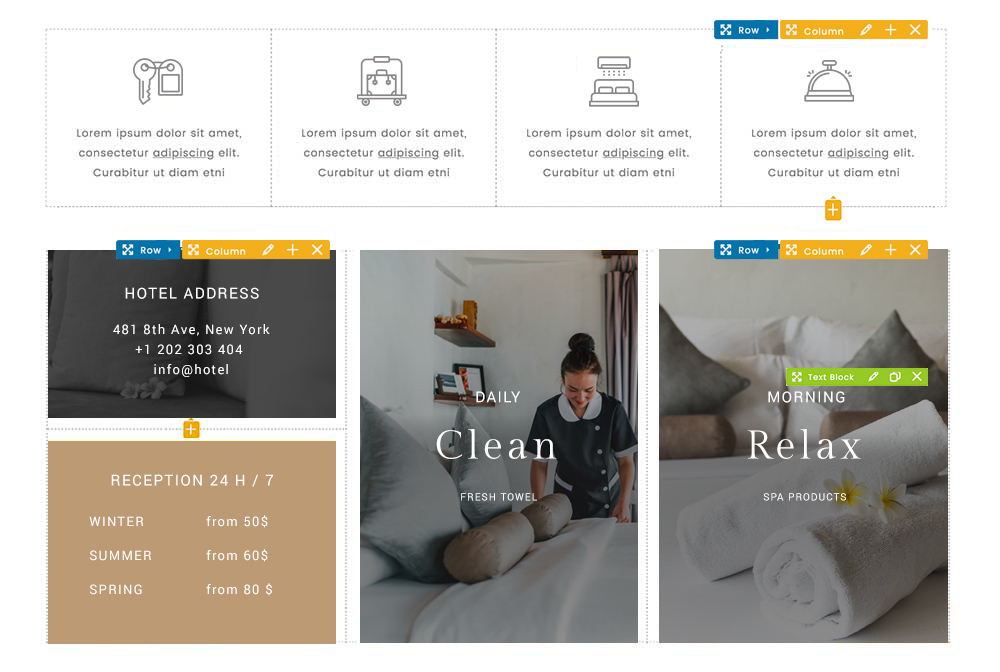 Row
Column
Lorem ipsum dolor sit amet,
consectetur adipiscing elit.
Curabitur ut diam etni
Lorem ipsum dolor sit amet,
consectetur adipiscing elit.
Curabitur ut diam etni
Lorem ipsum dolor sit amet,
consectetur adipiscing elit.
Curabitur ut diam etni
Lorem ipsum dolor sit amet,
consectetur adipiscing elit.
Curabitur ut diam etni
Row
Column
HOTEL ADDRESS
481 8th Ave, New York
+1 202 303 404
info@hotel
RECEPTION 24 H / 7
WINTER from 50$
SUMMER from 60$
SPRING from 80 $
DAILY
Clean
FRESH TOWEL
Row
Column
Text Block
MORNING
Relax
SPA PRODUCTS